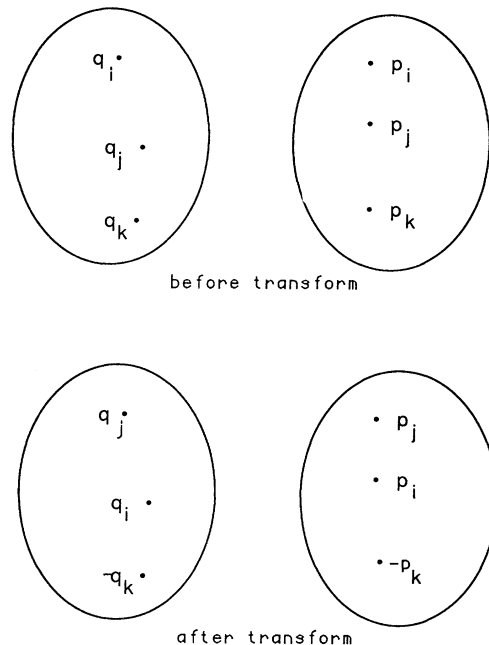 q_i p_i
q_j p_j
q_k p_k
before transform
q_j p_j
q_i p_i
-q_k -p_k
after transform